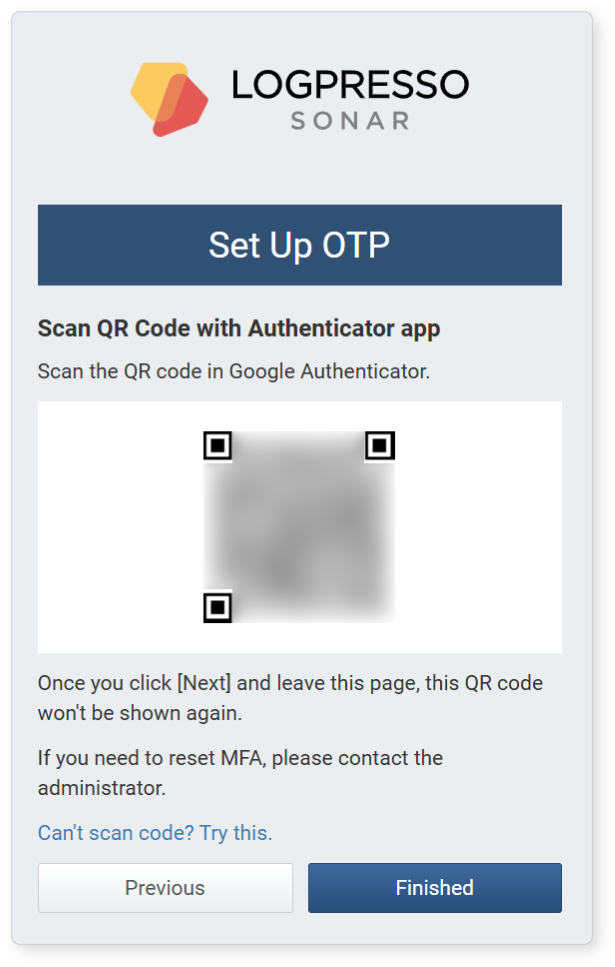 LOGPRESSO
SONAR
Set Up OTP
Scan QR Code with Authenticator app
Scan the QR code in Google Authenticator.
Once you click [Next] and leave this page, this QR code
won't be shown again.
If you need to reset MFA, please contact the
administrator.
Can't scan code? Try this.
Previous
Finished